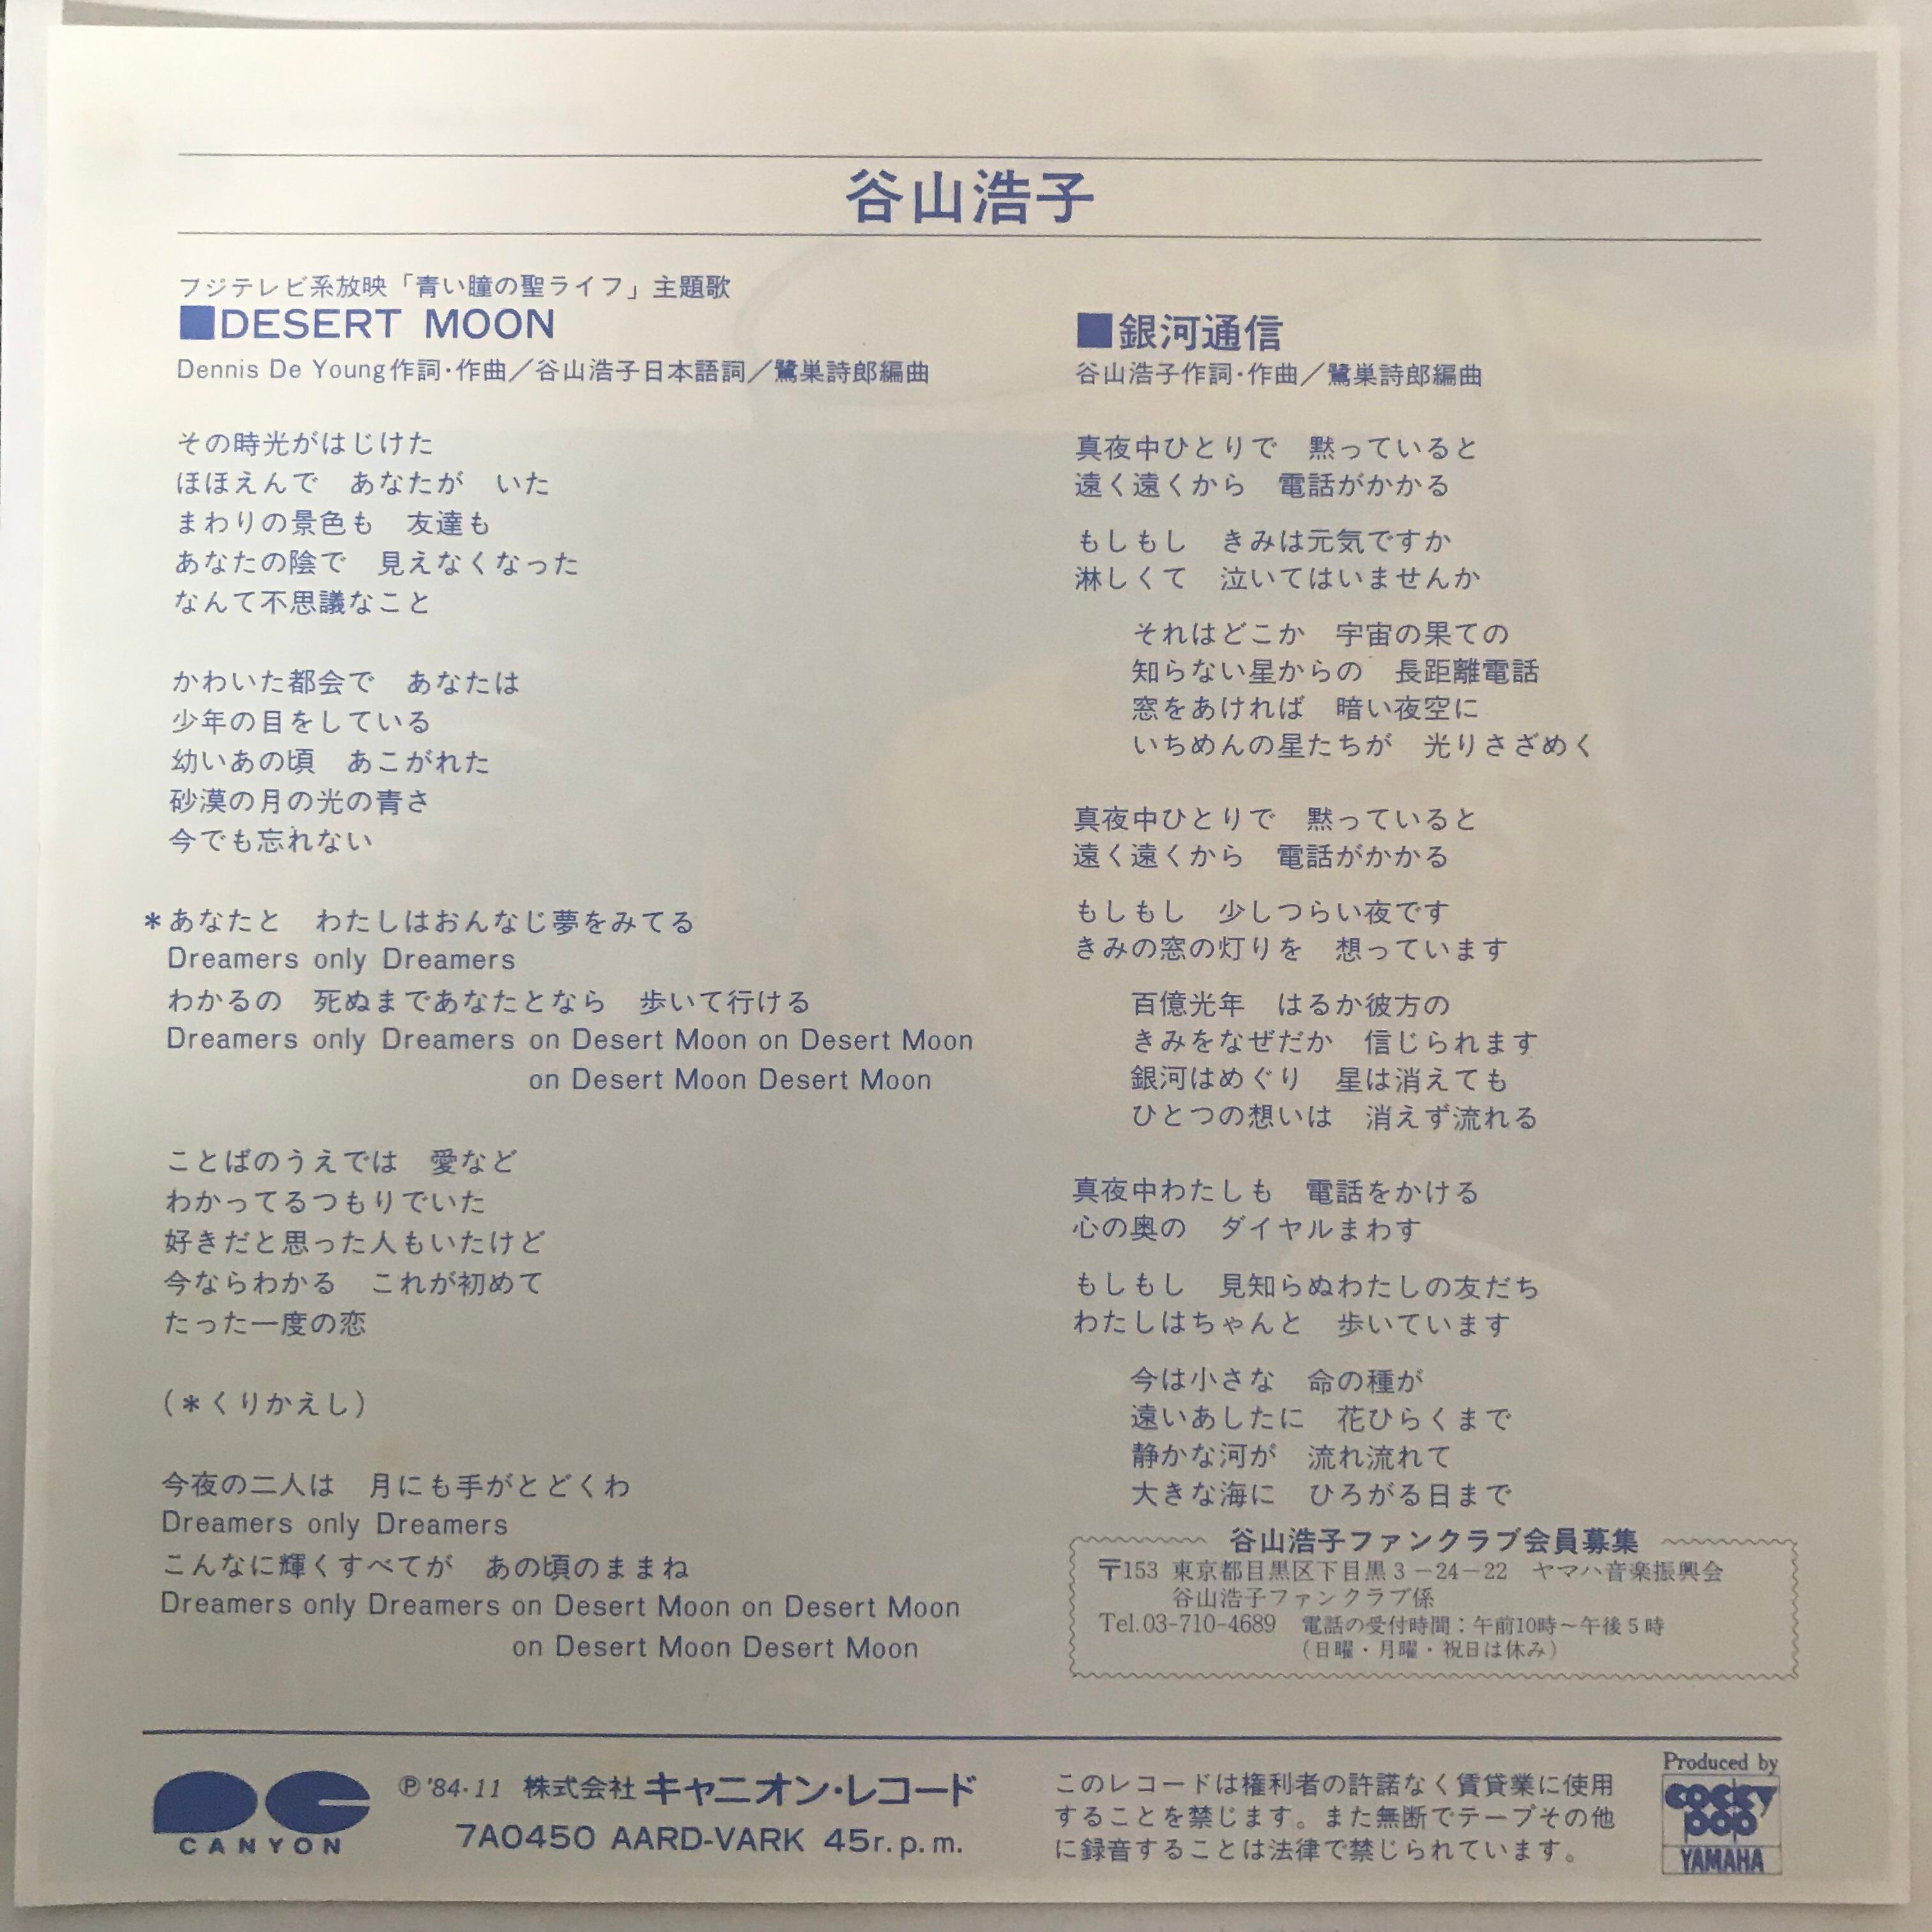 谷山浩子
フジテレビ系放映「青い瞳の聖ライフ」主題歌
■DESERT MOON
Dennis De Young作詞・作曲／谷山浩子日本語詞／鷺巣詩郎編曲
その時光がはじけた
ほほえんで　あなたが　いた
まわりの景色も　友達も
あなたの陰で　見えなくなった
なんて不思議なこと
かわいた都会で　あなたは
少年の目をしている
幼いあの頃　あこがれた
砂漠の月の光の青さ
今でも忘れない
＊あなたと　わたしはおんなじ夢をみてる
Dreamers only Dreamers
わかるの　死ぬまであなたとなら　歩いて行ける
Dreamers only Dreamers on Desert Moon on Desert Moon
on Desert Moon Desert Moon
ことばのうえでは　愛など
わかってるつもりでいた
好きだと思った人もいたけど
今ならわかる　これが初めて
たった一度の恋
（＊くりかえし）
今夜の二人は　月にも手がとどくわ
Dreamers only Dreamers
こんなに輝くすべてが　あの頃のままね
Dreamers only Dreamers on Desert Moon on Desert Moon
on Desert Moon Desert Moon
■銀河通信
谷山浩子作詞・作曲／鷺巣詩郎編曲
真夜中ひとりで　黙っていると
遠く遠くから　電話がかかる
もしもし　きみは元気ですか
淋しくて　泣いてはいませんか
それはどこか　宇宙の果ての
知らない星からの　長距離電話
窓をあければ　暗い夜空に
いちめんの星たちが　光りさざめく
真夜中ひとりで　黙っていると
遠く遠くから　電話がかかる
もしもし　少しつらい夜です
きみの窓の灯りを　想っています
百億光年　はるか彼方の
きみをなぜだか　信じられます
銀河はめぐり　星は消えても
ひとつの想いは　消えず流れる
真夜中わたしも　電話をかける
心の奥の　ダイヤルまわす
もしもし　見知らぬわたしの友だち
わたしはちゃんと　歩いています
今は小さな　命の種が
遠いあしたに　花ひらくまで
静かな河が　流れ流れて
大きな海に　ひろがる日まで
谷山浩子ファンクラブ会員募集
〒153 東京都目黒区下目黒3－24－22　ヤマハ音楽振興会
谷山浩子ファンクラブ係
Tel.03-710-4689　電話の受付時間：午前10時～午後5時
（日曜・月曜・祝日は休み）
CANYON
Ⓟ'84・11 株式会社キャニオン・レコード
7A0450 AARD-VARK 45r.p.m.
このレコードは権利者の許諾なく賃貸業に使用
することを禁じます。また無断でテープその他
に録音することは法律で禁じられています。
Produced by
cocky pop
YAMAHA